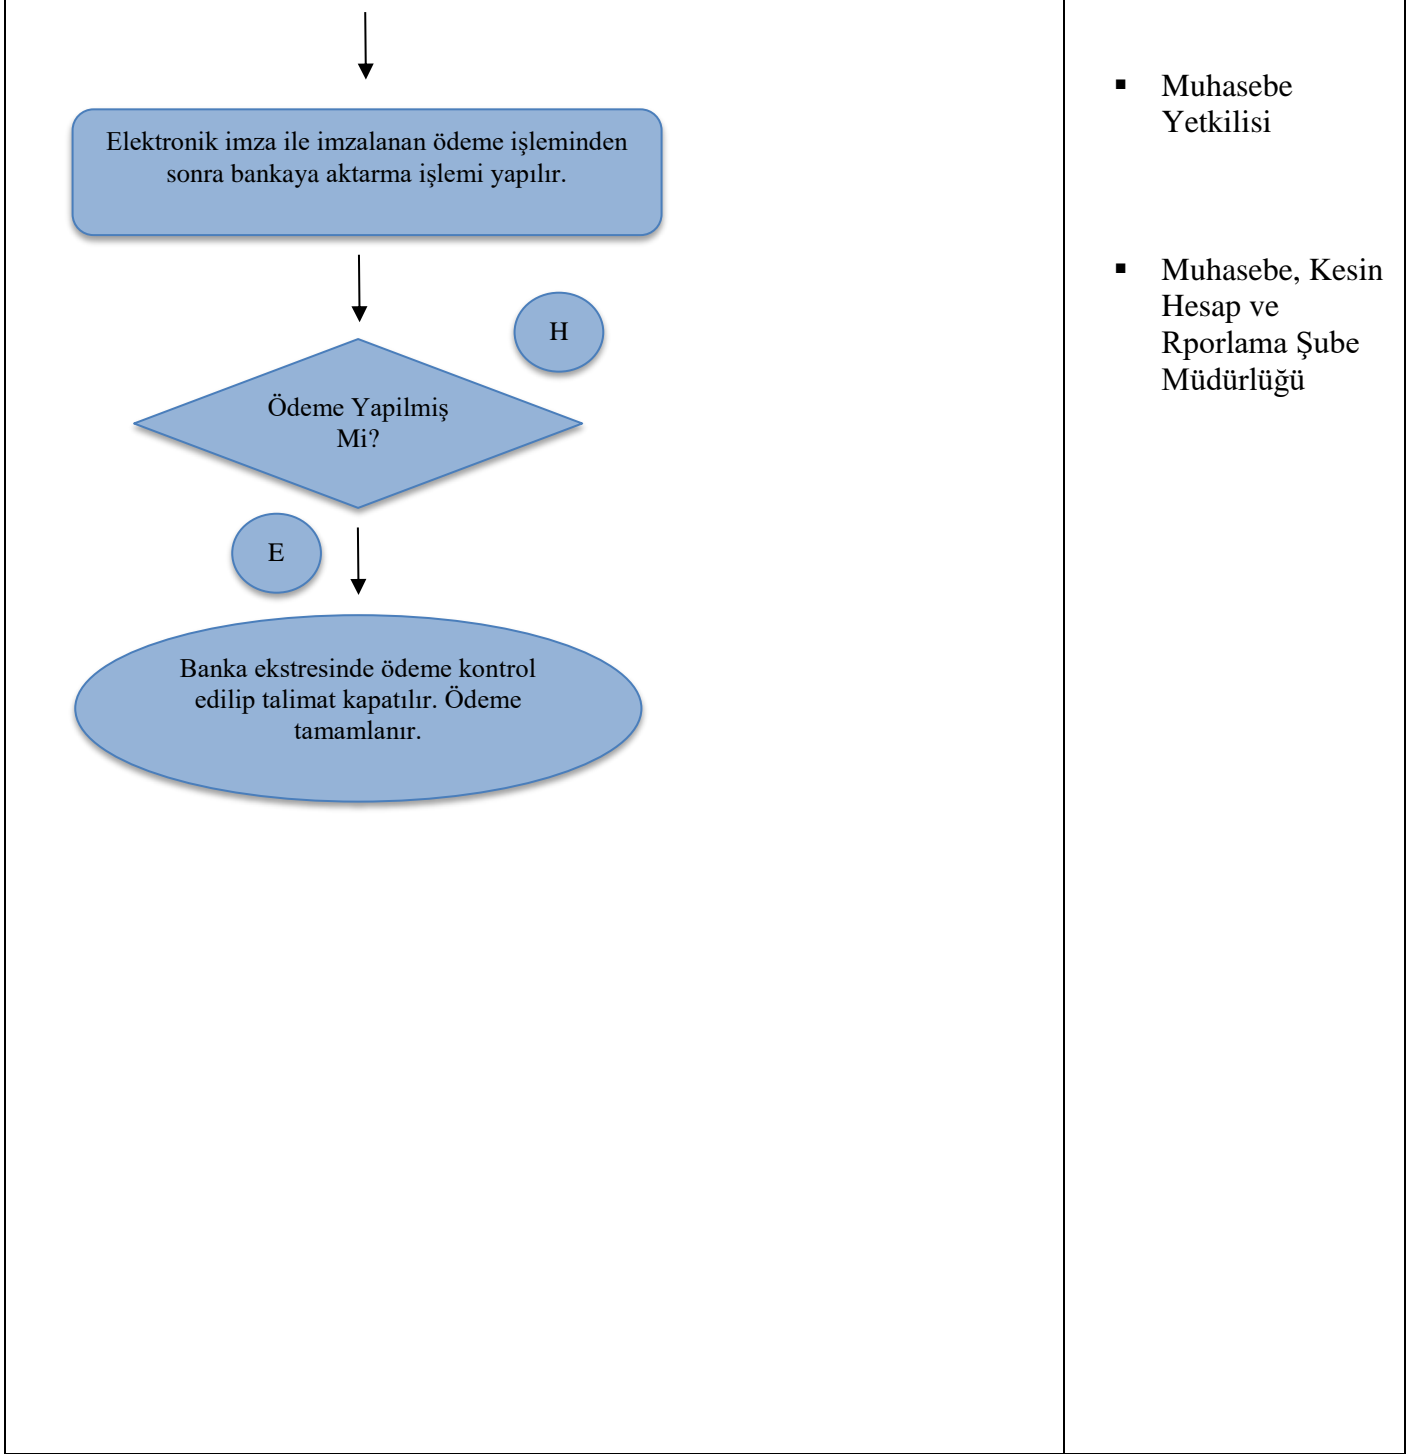 Elektronik imza ile imzalanan ödeme işleminden
sonra bankaya aktarma işlemi yapılır.
H
Ödeme Yapilmiş
Mi?
E
Banka ekstresinde ödeme kontrol
edilip talimat kapatılır. Ödeme
tamamlanır.
▪ Muhasebe
Yetkilisi
▪ Muhasebe, Kesin
Hesap ve
Rporlama Şube
Müdürlüğü